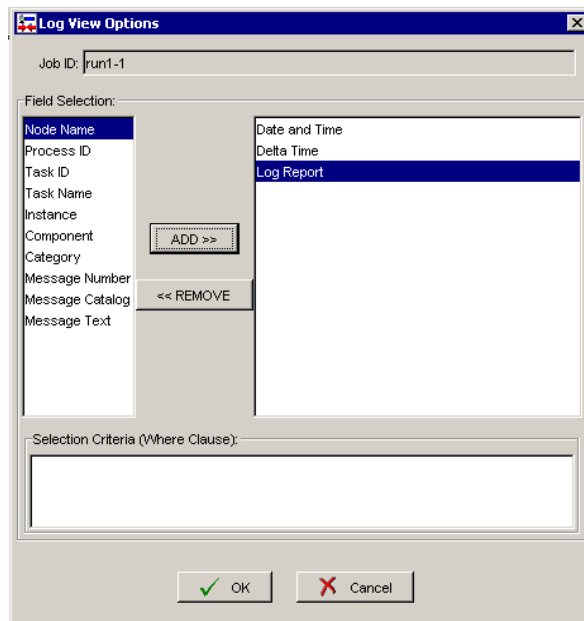 Log View Options
Job ID: run1-1
Field Selection:
Node Name
Process ID
Task ID
Task Name
Instance
Component
Category
Message Number
Message Catalog
Message Text
ADD >>
<< REMOVE
Date and Time
Delta Time
Log Report
Selection Criteria (Where Clause):
OK
Cancel